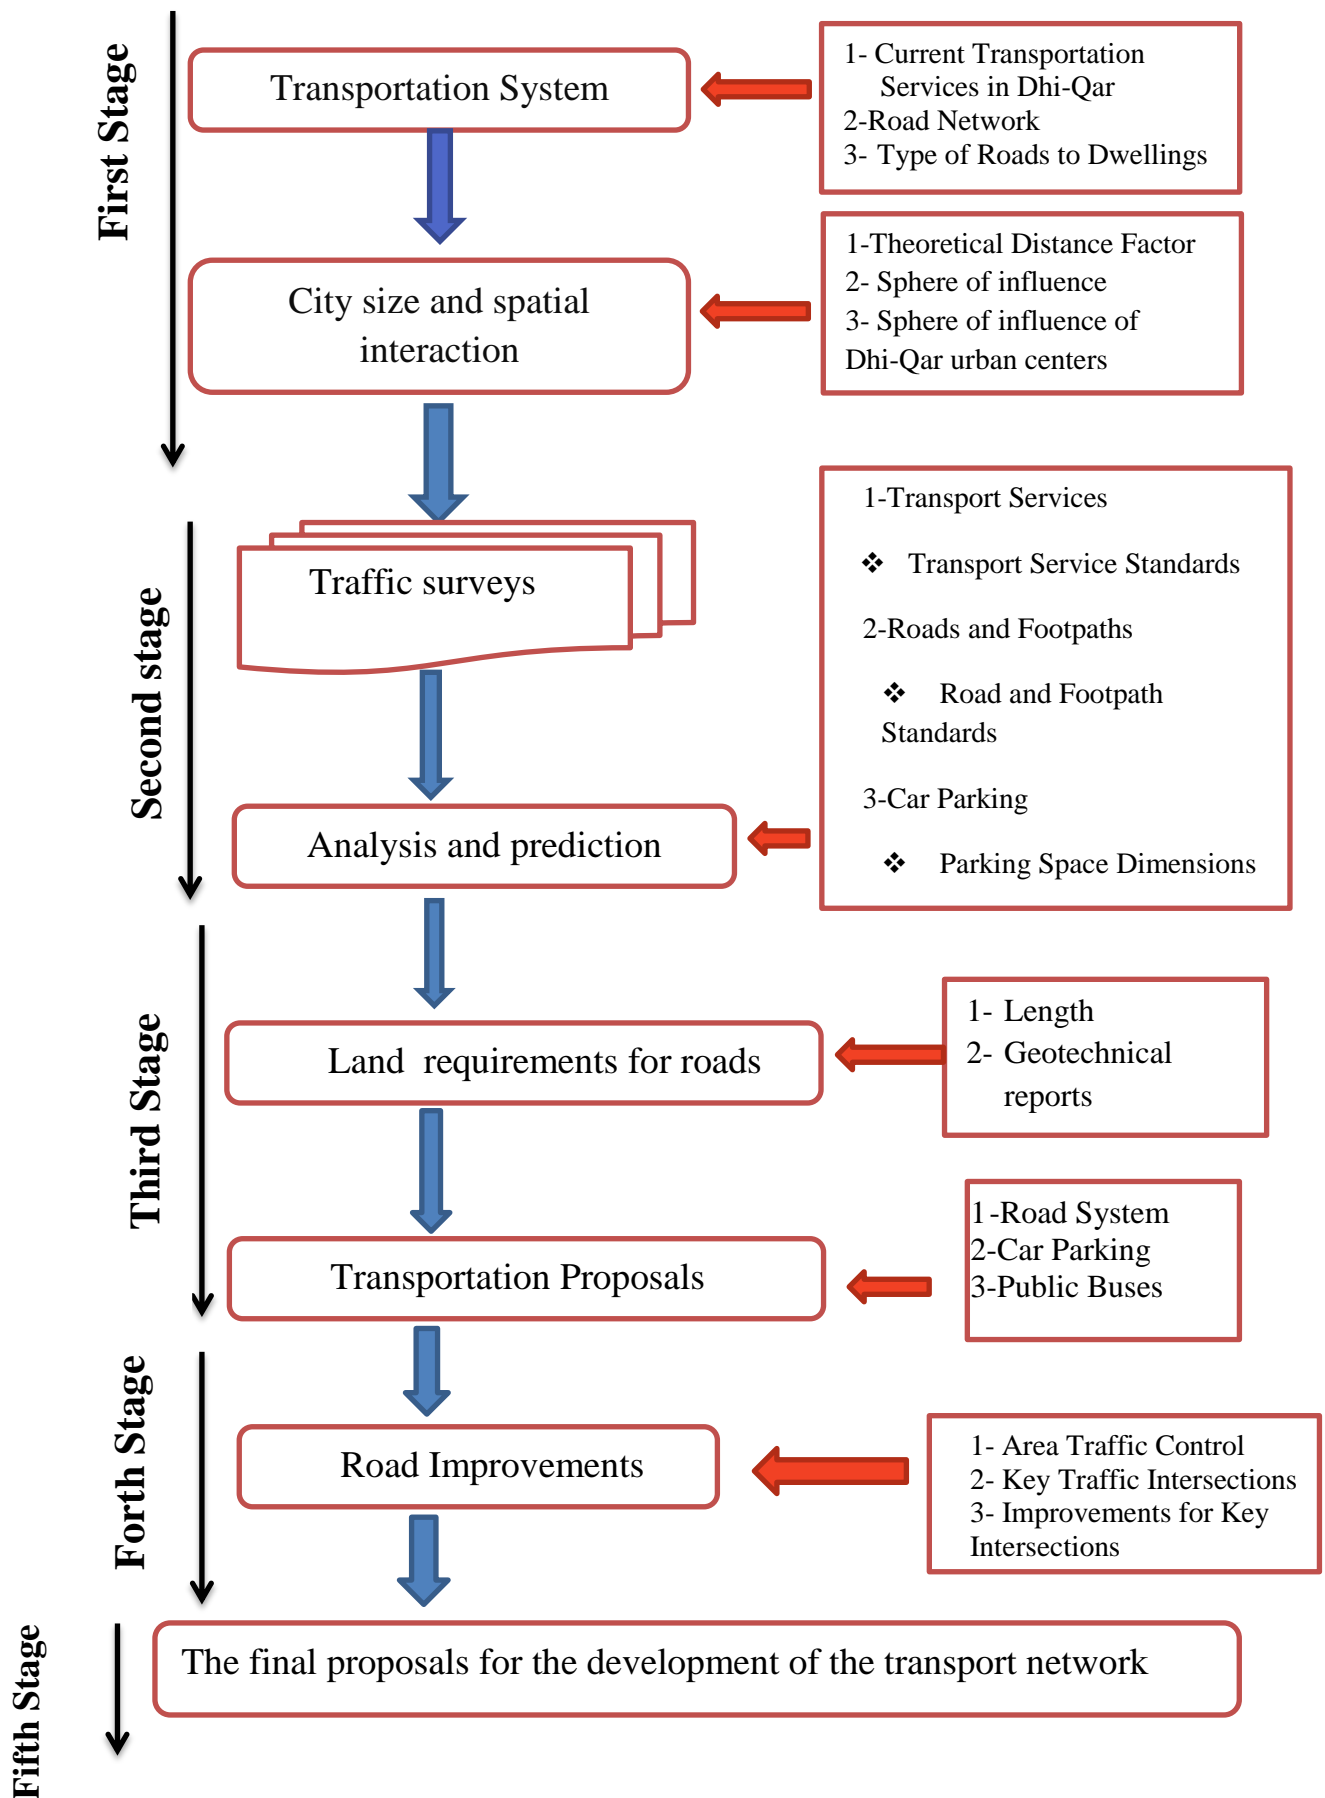 First Stage
Transportation System
1- Current Transportation
Services in Dhi-Qar
2-Road Network
3- Type of Roads to Dwellings
City size and spatial
interaction
1-Theoretical Distance Factor
2- Sphere of influence
3- Sphere of influence of
Dhi-Qar urban centers
Second stage
Traffic surveys
Analysis and prediction
1-Transport Services
❖ Transport Service Standards
2-Roads and Footpaths
❖ Road and Footpath
Standards
3-Car Parking
❖ Parking Space Dimensions
Third Stage
Land requirements for roads
1- Length
2- Geotechnical
reports
Transportation Proposals
1-Road System
2-Car Parking
3-Public Buses
Forth Stage
Road Improvements
1- Area Traffic Control
2- Key Traffic Intersections
3- Improvements for Key
Intersections
Fifth Stage
The final proposals for the development of the transport network